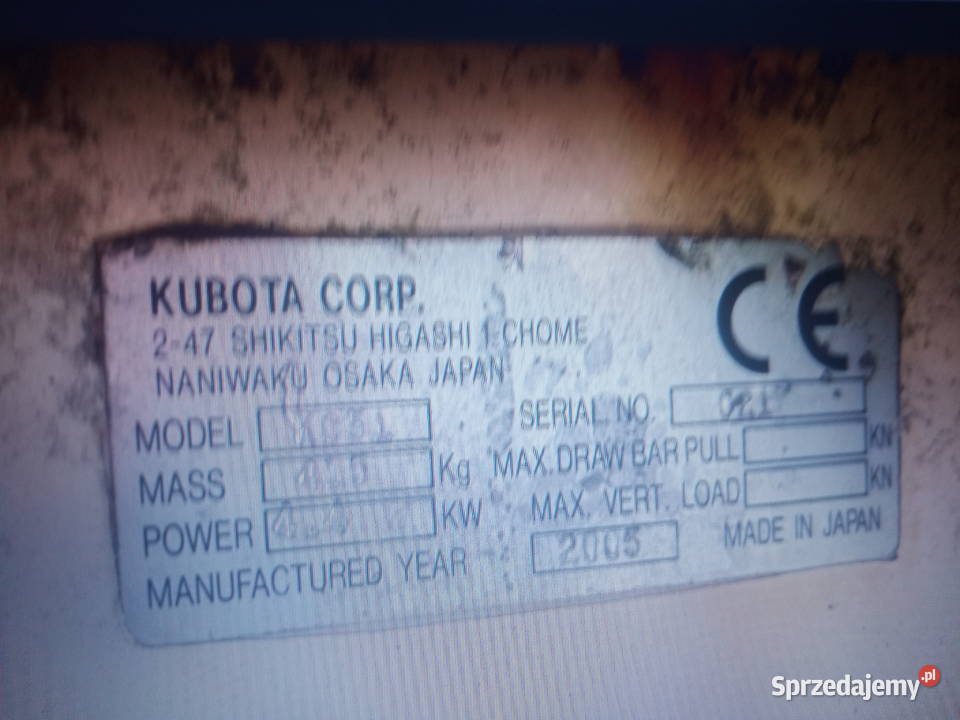 KUBOTA CORP.
2-47 SHIKITSU HIGASHI 1 CHOME
NANIWAKU OSAKA JAPAN
CE
MODEL
SERIAL NO.
MASS Kg
MAX. DRAW BAR PULL KN
POWER KW
MAX. VERT. LOAD KN
MANUFACTURED YEAR 2005
MADE IN JAPAN
Sprzedajemy.pl